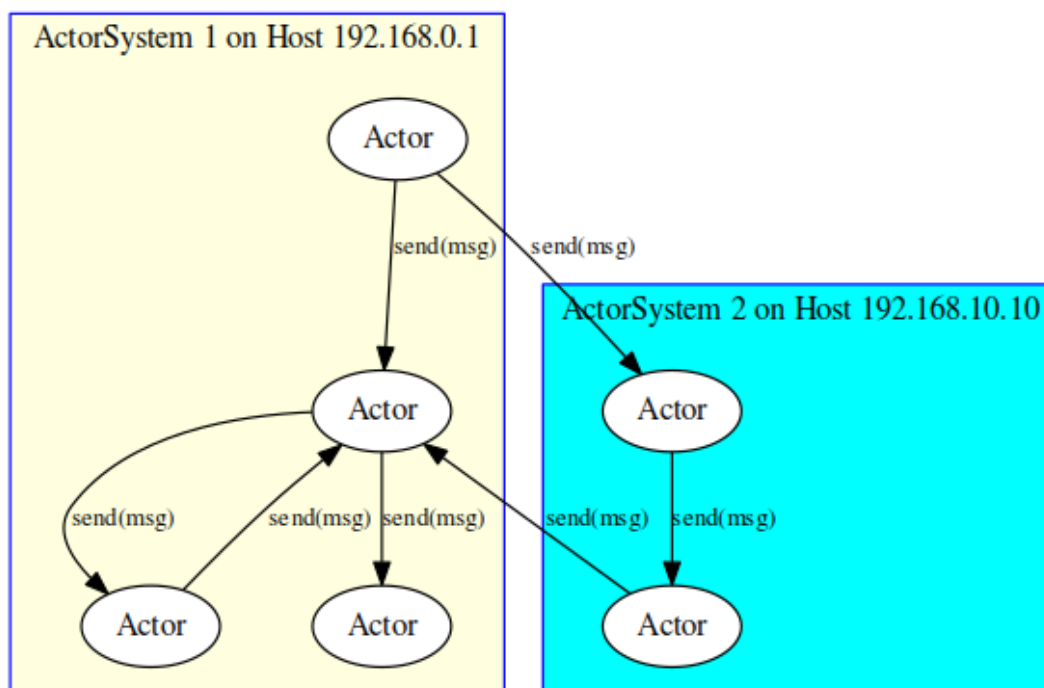 ActorSystem 1 on Host 192.168.0.1
Actor
send(msg)
send(msg)
ActorSystem 2 on Host 192.168.10.10
Actor
Actor
send(msg)
send(msg)
send(msg)
send(msg)
send(msg)
Actor
Actor
Actor